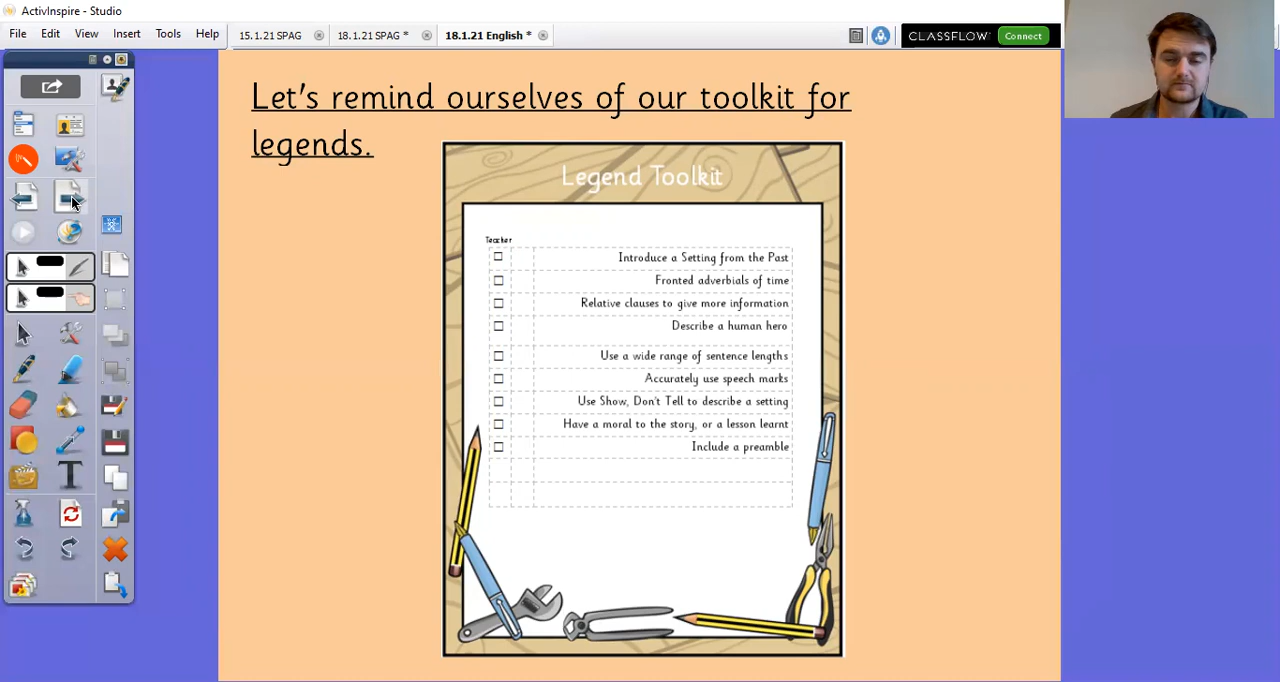 ActivInspire - Studio
File Edit View Insert Tools Help
15.1.21 SPAG 18.1.21 SPAG * 18.1.21 English *
CLASSFLOW Connect
Let's remind ourselves of our toolkit for
legends.
Legend Toolkit
Teacher
Introduce a Setting from the Past
Fronted adverbials of time
Relative clauses to give more information
Describe a human hero
Use a wide range of sentence lengths
Accurately use speech marks
Use Show, Don't Tell to describe a setting
Have a moral to the story, or a lesson learnt
Include a preamble
T